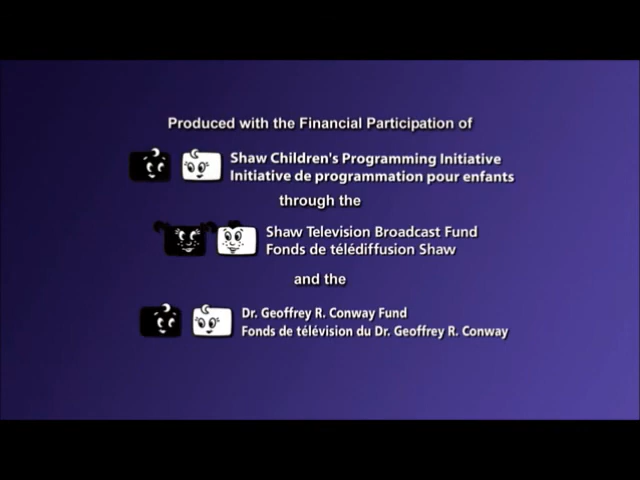 Produced with the Financial Participation of
Shaw Children's Programming Initiative
Initiative de programmation pour enfants
through the
Shaw Television Broadcast Fund
Fonds de télédiffusion Shaw
and the
Dr. Geoffrey R. Conway Fund
Fonds de télévision du Dr. Geoffrey R. Conway